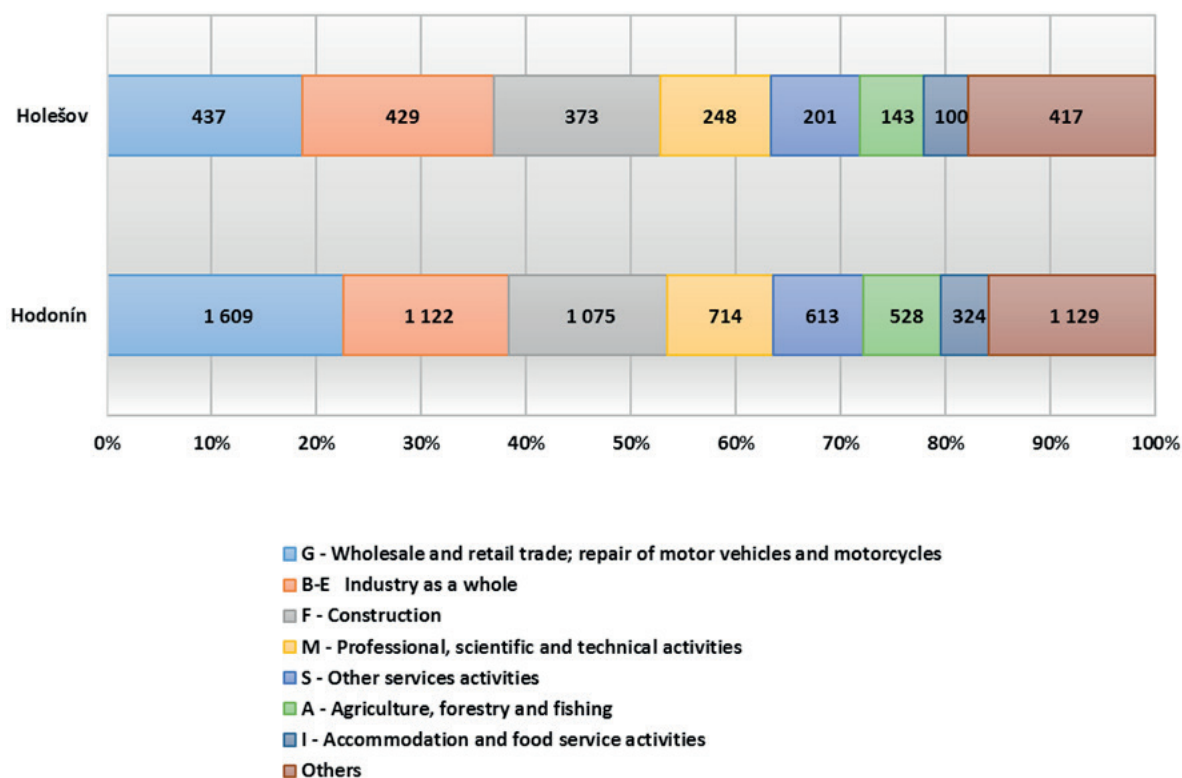 Holešov 437 429 373 248 201 143 100 417
Hodonín 1 609 1 122 1 075 714 613 528 324 1 129
0% 10% 20% 30% 40% 50% 60% 70% 80% 90% 100%
G - Wholesale and retail trade; repair of motor vehicles and motorcycles
B-E Industry as a whole
F - Construction
M - Professional, scientific and technical activities
S - Other services activities
A - Agriculture, forestry and fishing
I - Accommodation and food service activities
Others